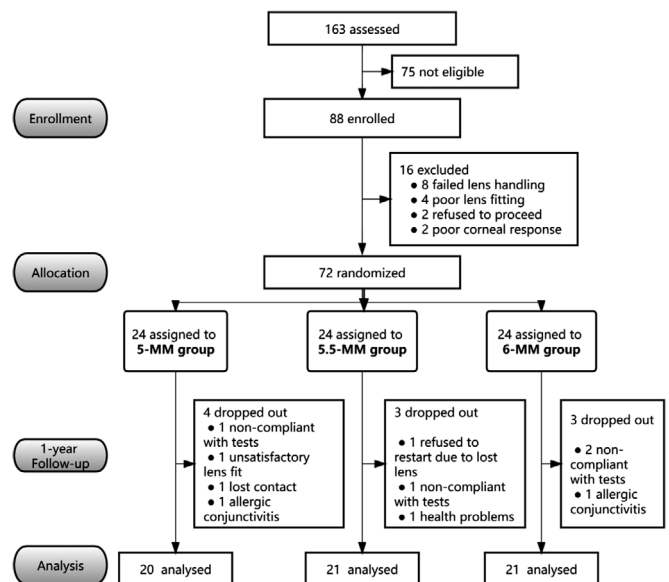 163 assessed
75 not eligible
Enrollment
88 enrolled
16 excluded
● 8 failed lens handling
● 4 poor lens fitting
● 2 refused to proceed
● 2 poor corneal response
Allocation
72 randomized
24 assigned to
5-MM group
24 assigned to
5.5-MM group
24 assigned to
6-MM group
1-year
Follow-up
4 dropped out
● 1 non-compliant
with tests
● 1 unsatisfactory
lens fit
● 1 lost contact
● 1 allergic
conjunctivitis
3 dropped out
● 1 refused to
restart due to lost
lens
● 1 non-compliant
with tests
● 1 health problems
3 dropped out
● 2 non-
compliant
with tests
● 1 allergic
conjunctivitis
Analysis
20 analysed
21 analysed
21 analysed